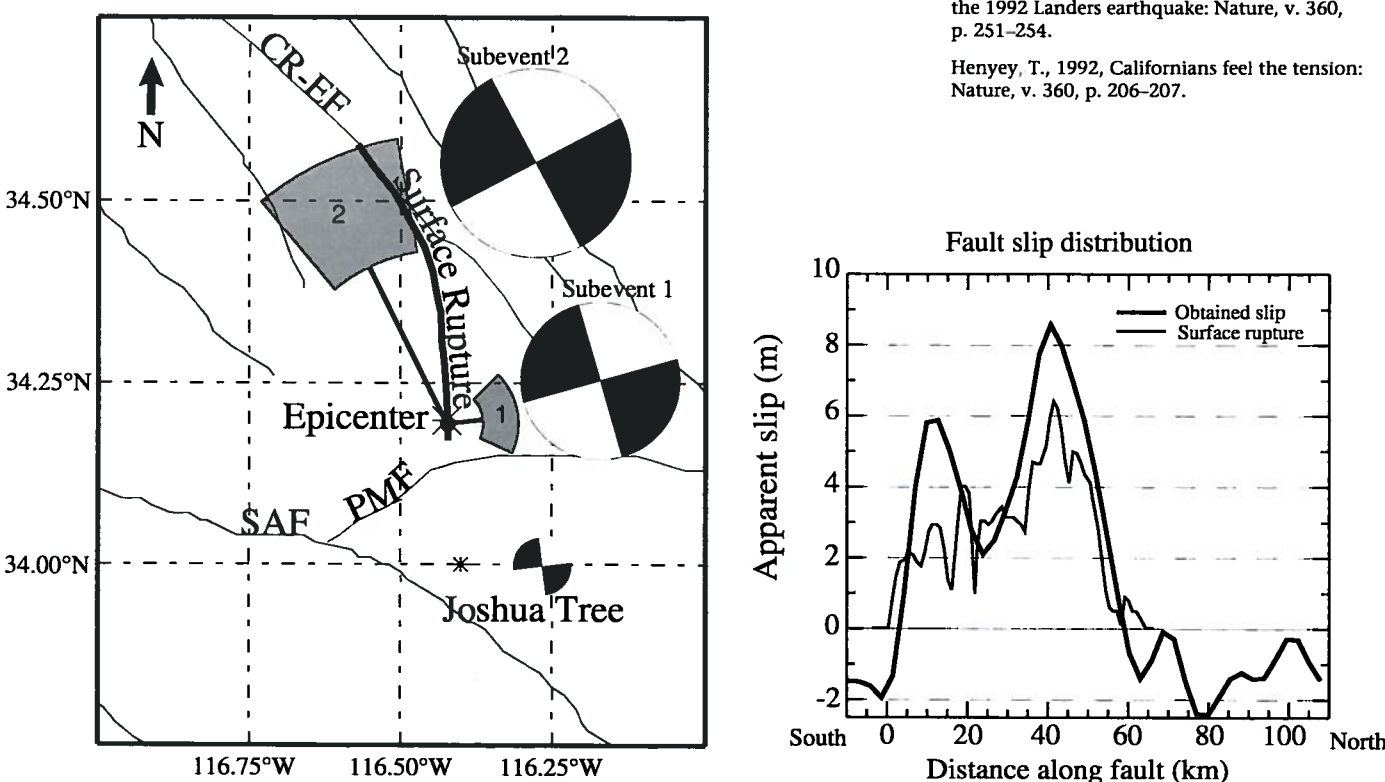 the 1992 Landers earthquake: Nature, v. 360,
p. 251–254.
Henyey, T., 1992, Californians feel the tension:
Nature, v. 360, p. 206–207.
Subevent 2
CR-EF
N
34.50°N
2
Surface Rupture
Subevent 1
34.25°N
Epicenter
1
PMF
SAF
34.00°N
Joshua Tree
116.75°W 116.50°W 116.25°W
Fault slip distribution
10
Obtained slip
Surface rupture
8
6
4
2
0
-2
Apparent slip (m)
South 0 20 40 60 80 100 North
Distance along fault (km)